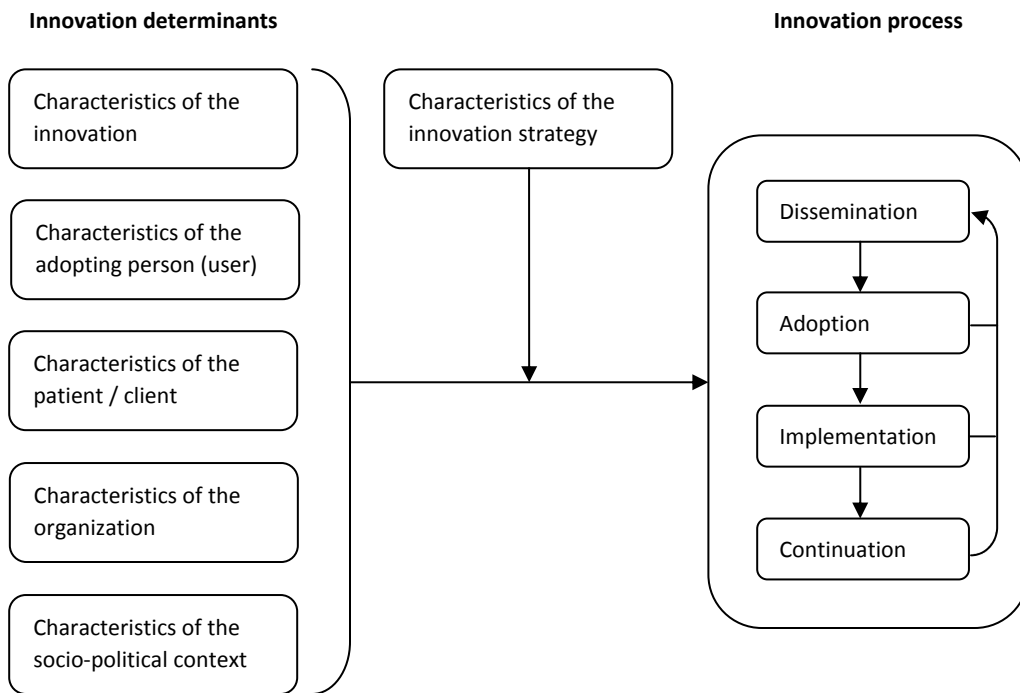 Innovation determinants
Innovation process
Characteristics of the
innovation
Characteristics of the
adopting person (user)
Characteristics of the
patient / client
Characteristics of the
organization
Characteristics of the
socio-political context
Characteristics of the
innovation strategy
Dissemination
Adoption
Implementation
Continuation